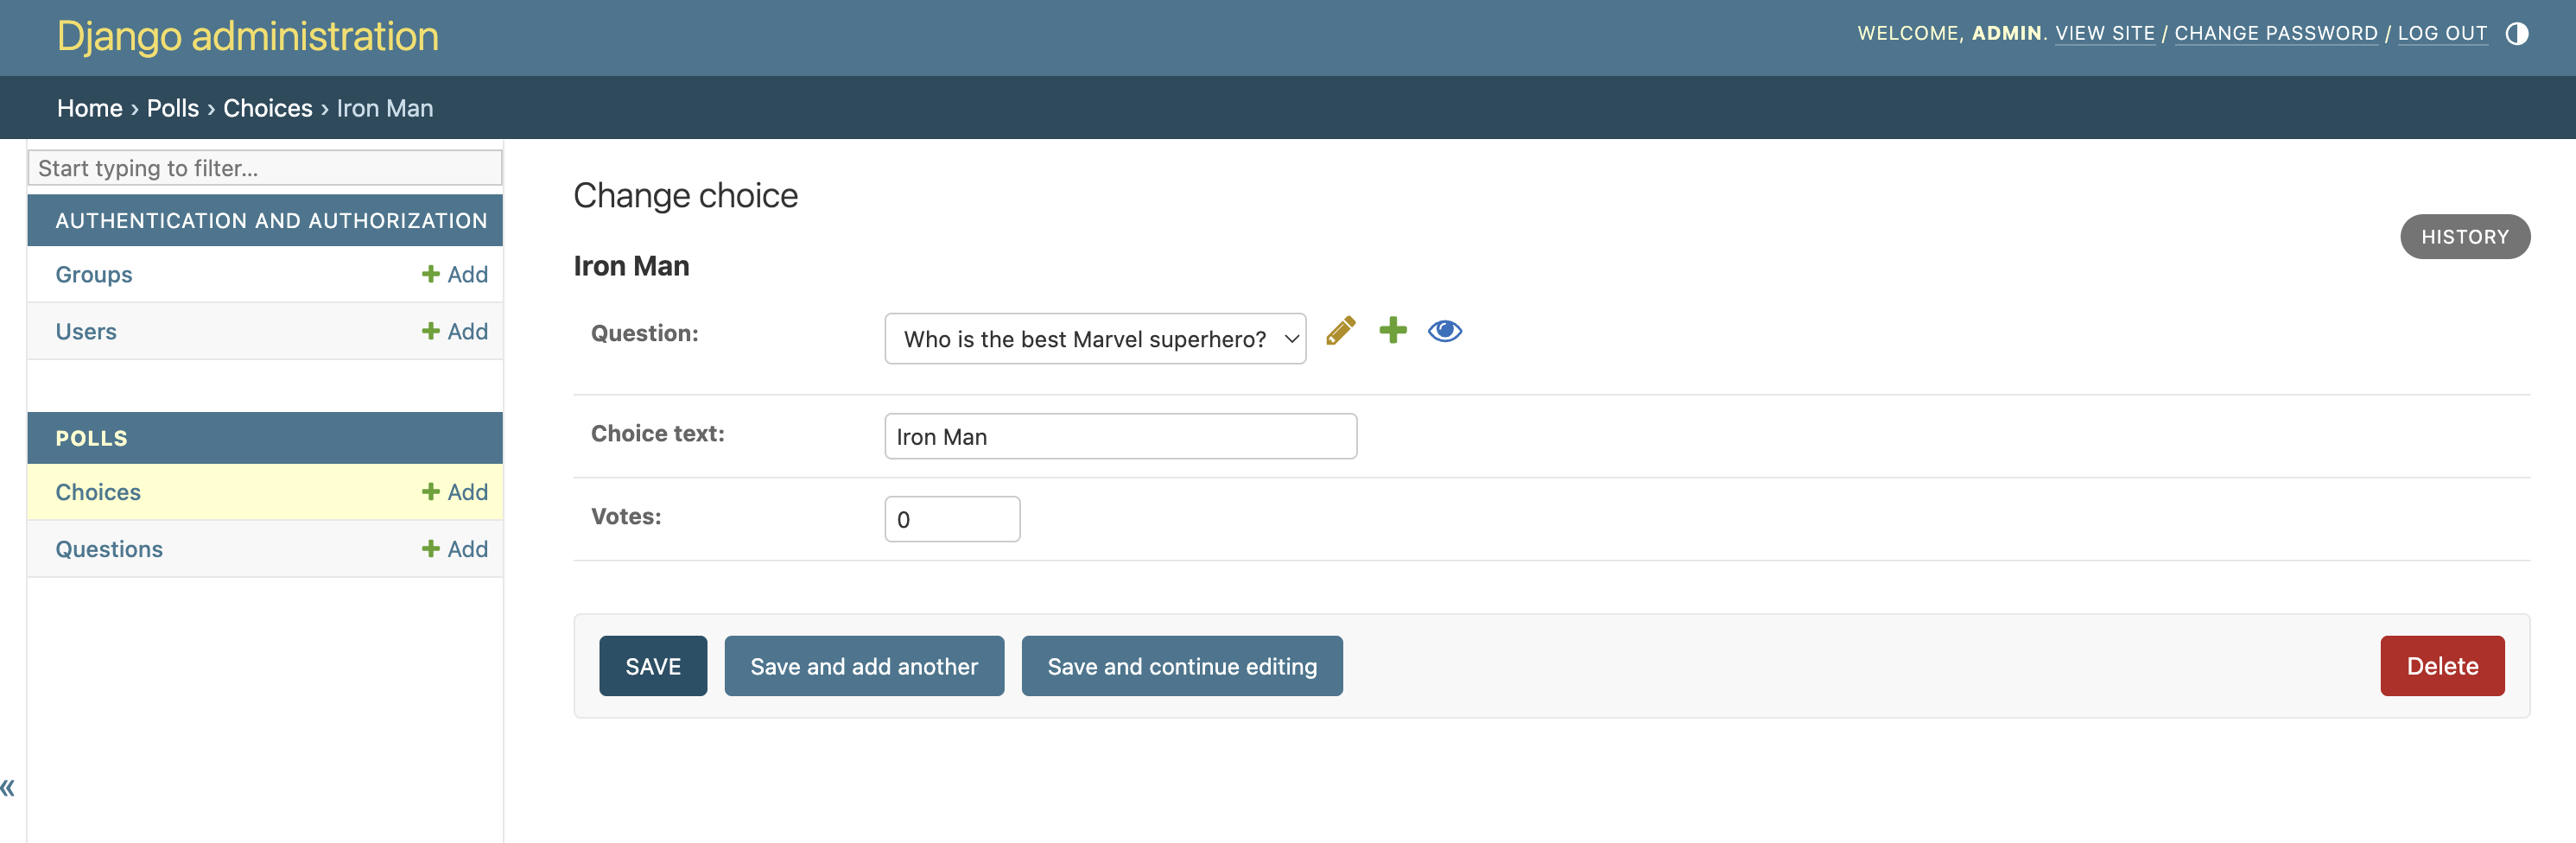 Django administration
WELCOME, ADMIN. VIEW SITE / CHANGE PASSWORD / LOG OUT
Home › Polls › Choices › Iron Man
Start typing to filter...
AUTHENTICATION AND AUTHORIZATION
Groups + Add
Users + Add
POLLS
Choices + Add
Questions + Add
«
Change choice
HISTORY
Iron Man
Question: Who is the best Marvel superhero?
Choice text: Iron Man
Votes: 0
SAVE Save and add another Save and continue editing Delete